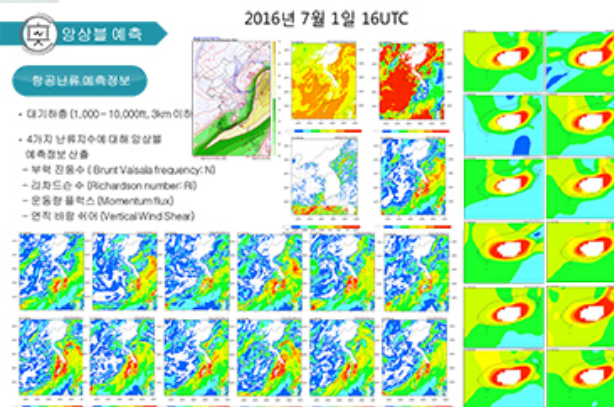 2016년 7월 1일 16UTC
앙상블 예측
항공난류예측정보
• 대기하층 (1,000~10,000ft, 3km 이하
• 4가지 난류지수에 대해 앙상블
예측정보 산출
– 부력 진동수 ( Brunt Vaisala frequency: N)
– 리차드슨 수 (Richardson number: Ri)
– 운동량 플럭스 (Momentum flux)
– 연직 바람 쉬어 (Vertical Wind Shear)